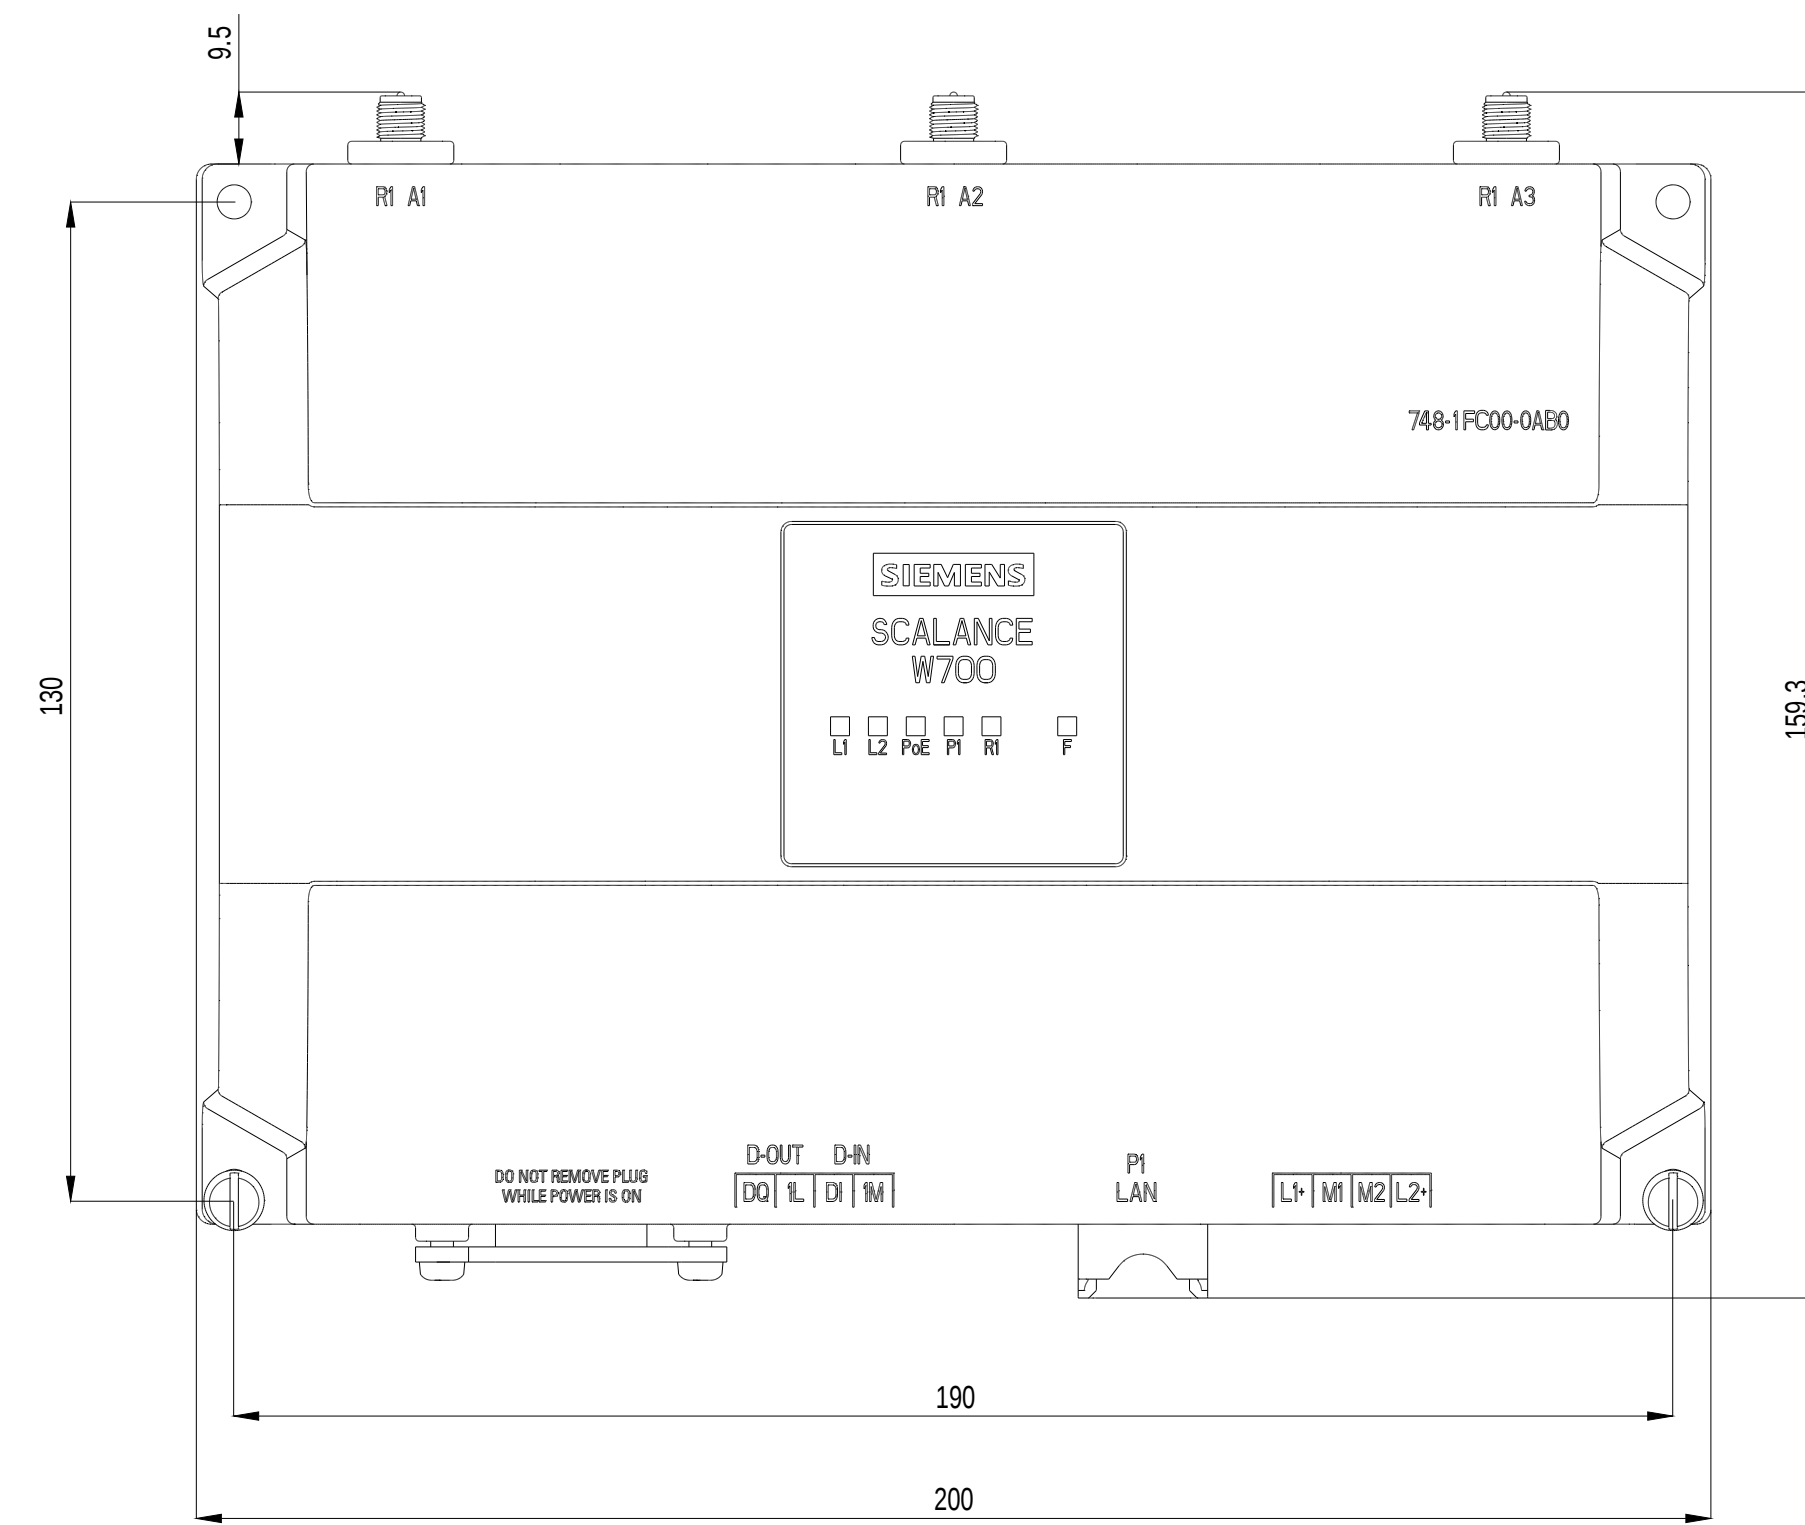 9.5
R1 A1
R1 A2
R1 A3
748-1FC00-0AB0
SIEMENS
SCALANCE
W700
130
159.3
L1 L2 PoE P1 R1 F
D-OUT D-IN
DO NOT REMOVE PLUG
WHILE POWER IS ON
DQ 1L DI 1M
P1
LAN
L1+ M1 M2 L2+
190
200